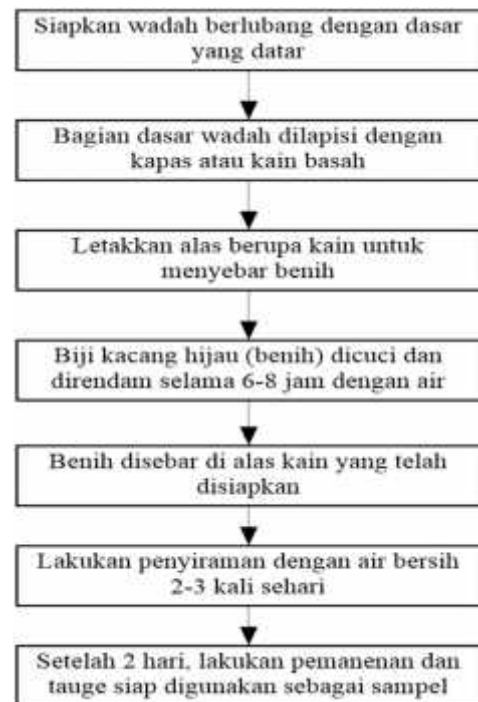 Siapkan wadah berlubang dengan dasar
yang datar
Bagian dasar wadah dilapisi dengan
kapas atau kain basah
Letakkan alas berupa kain untuk
menyebar benih
Biji kacang hijau (benih) dicuci dan
direndam selama 6-8 jam dengan air
Benih disebar di alas kain yang telah
disiapkan
Lakukan penyiraman dengan air bersih
2-3 kali sehari
Setelah 2 hari, lakukan pemanenan dan
tauge siap digunakan sebagai sampel